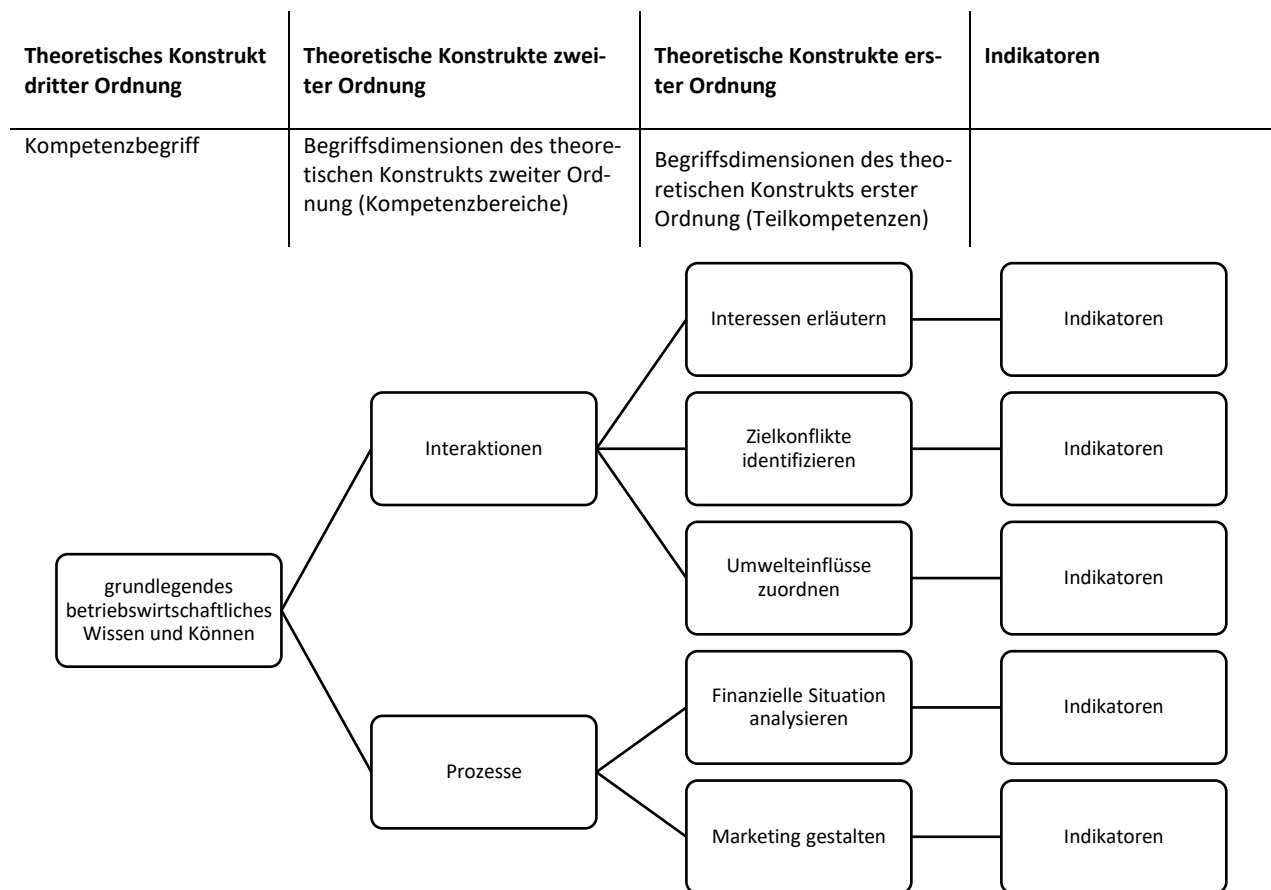 Theoretisches Konstrukt
dritter Ordnung
Theoretische Konstrukte zwei-
ter Ordnung
Theoretische Konstrukte ers-
ter Ordnung
Indikatoren
Kompetenzbegriff
Begriffsdimensionen des theore-
tischen Konstrukts zweiter Ord-
nung (Kompetenzbereiche)
Begriffsdimensionen des theo-
retischen Konstrukts erster
Ordnung (Teilkompetenzen)
grundlegendes
betriebswirtschaftliches
Wissen und Können
Interaktionen
Interessen erläutern
Indikatoren
Zielkonflikte
identifizieren
Indikatoren
Umwelteinflüsse
zuordnen
Indikatoren
Prozesse
Finanzielle Situation
analysieren
Indikatoren
Marketing gestalten
Indikatoren